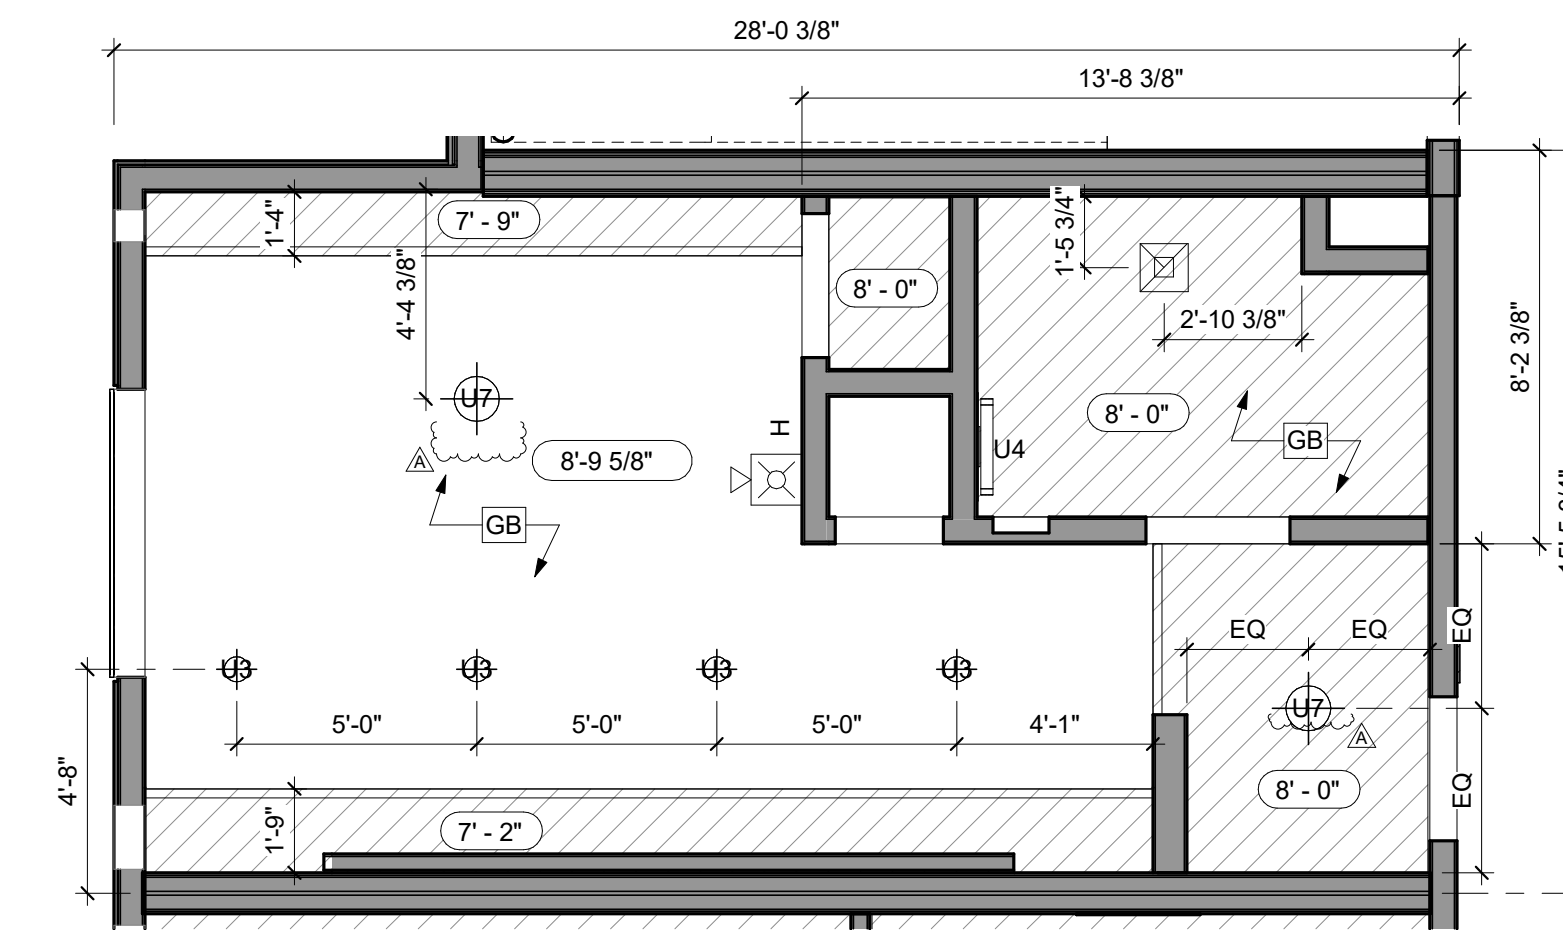 28'-0 3/8"
13'-8 3/8"
7' - 9"
1'-4"
1'-5 3/4"
4'-4 3/8"
8' - 0"
2'-10 3/8"
8'-2 3/8"
U7
8' - 0"
H
GB
A
8'-9 5/8"
U4
GB
EQ
EQ
EQ
U3
U3
U3
U3
U7
5'-0"
5'-0"
5'-0"
4'-1"
A
4'-8"
EQ
8' - 0"
1'-9"
7' - 2"